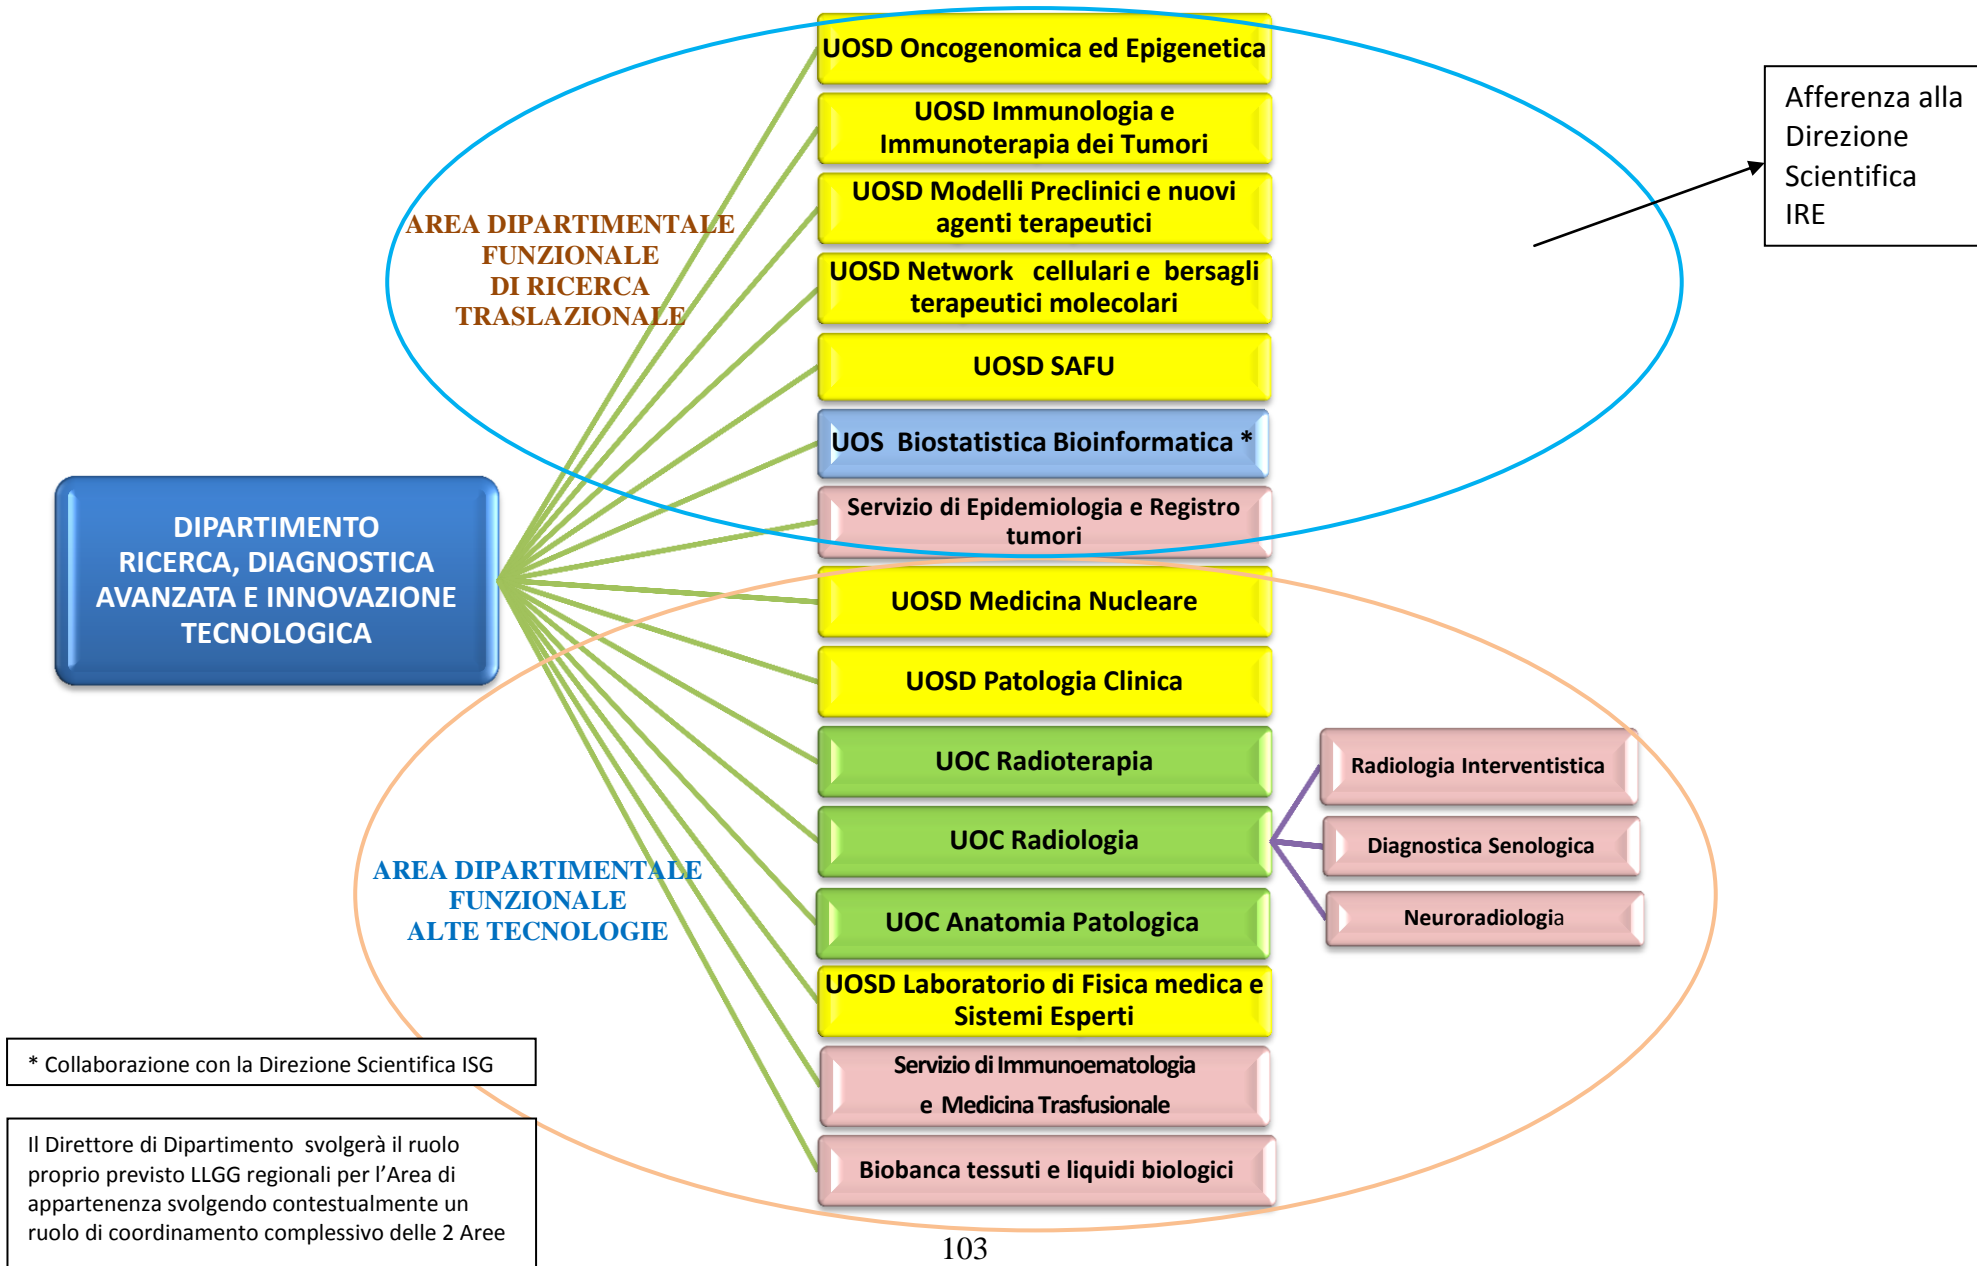 UOSD Oncogenomica ed Epigenetica
UOSD Immunologia e
Immunoterapia dei Tumori
UOSD Modelli Preclinici e nuovi
agenti terapeutici
UOSD Network cellulari e bersagli
terapeutici molecolari
UOSD SAFU
UOS Biostatistica Bioinformatica *
Servizio di Epidemiologia e Registro
tumori
Afferenza alla
Direzione
Scientifica
IRE
AREA DIPARTIMENTALE
FUNZIONALE
DI RICERCA
TRASLAZIONALE
DIPARTIMENTO
RICERCA, DIAGNOSTICA
AVANZATA E INNOVAZIONE
TECNOLOGICA
UOSD Medicina Nucleare
UOSD Patologia Clinica
UOC Radioterapia
UOC Radiologia
UOC Anatomia Patologica
UOSD Laboratorio di Fisica medica e
Sistemi Esperti
Servizio di Immunoematologia
e Medicina Trasfusionale
Biobanca tessuti e liquidi biologici
Radiologia Interventistica
Diagnostica Senologica
Neuroradiologia
AREA DIPARTIMENTALE
FUNZIONALE
ALTE TECNOLOGIE
* Collaborazione con la Direzione Scientifica ISG
Il Direttore di Dipartimento svolgerà il ruolo
proprio previsto LLGG regionali per l'Area di
appartenenza svolgendo contestualmente un
ruolo di coordinamento complessivo delle 2 Aree
103